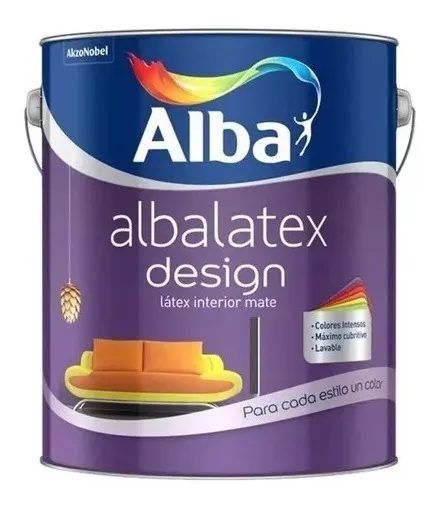 AkzoNobel
Alba
albalatex
design
látex interior mate
• Colores Intensos
• Máximo cubritivo
• Lavable
Para cada estilo un color